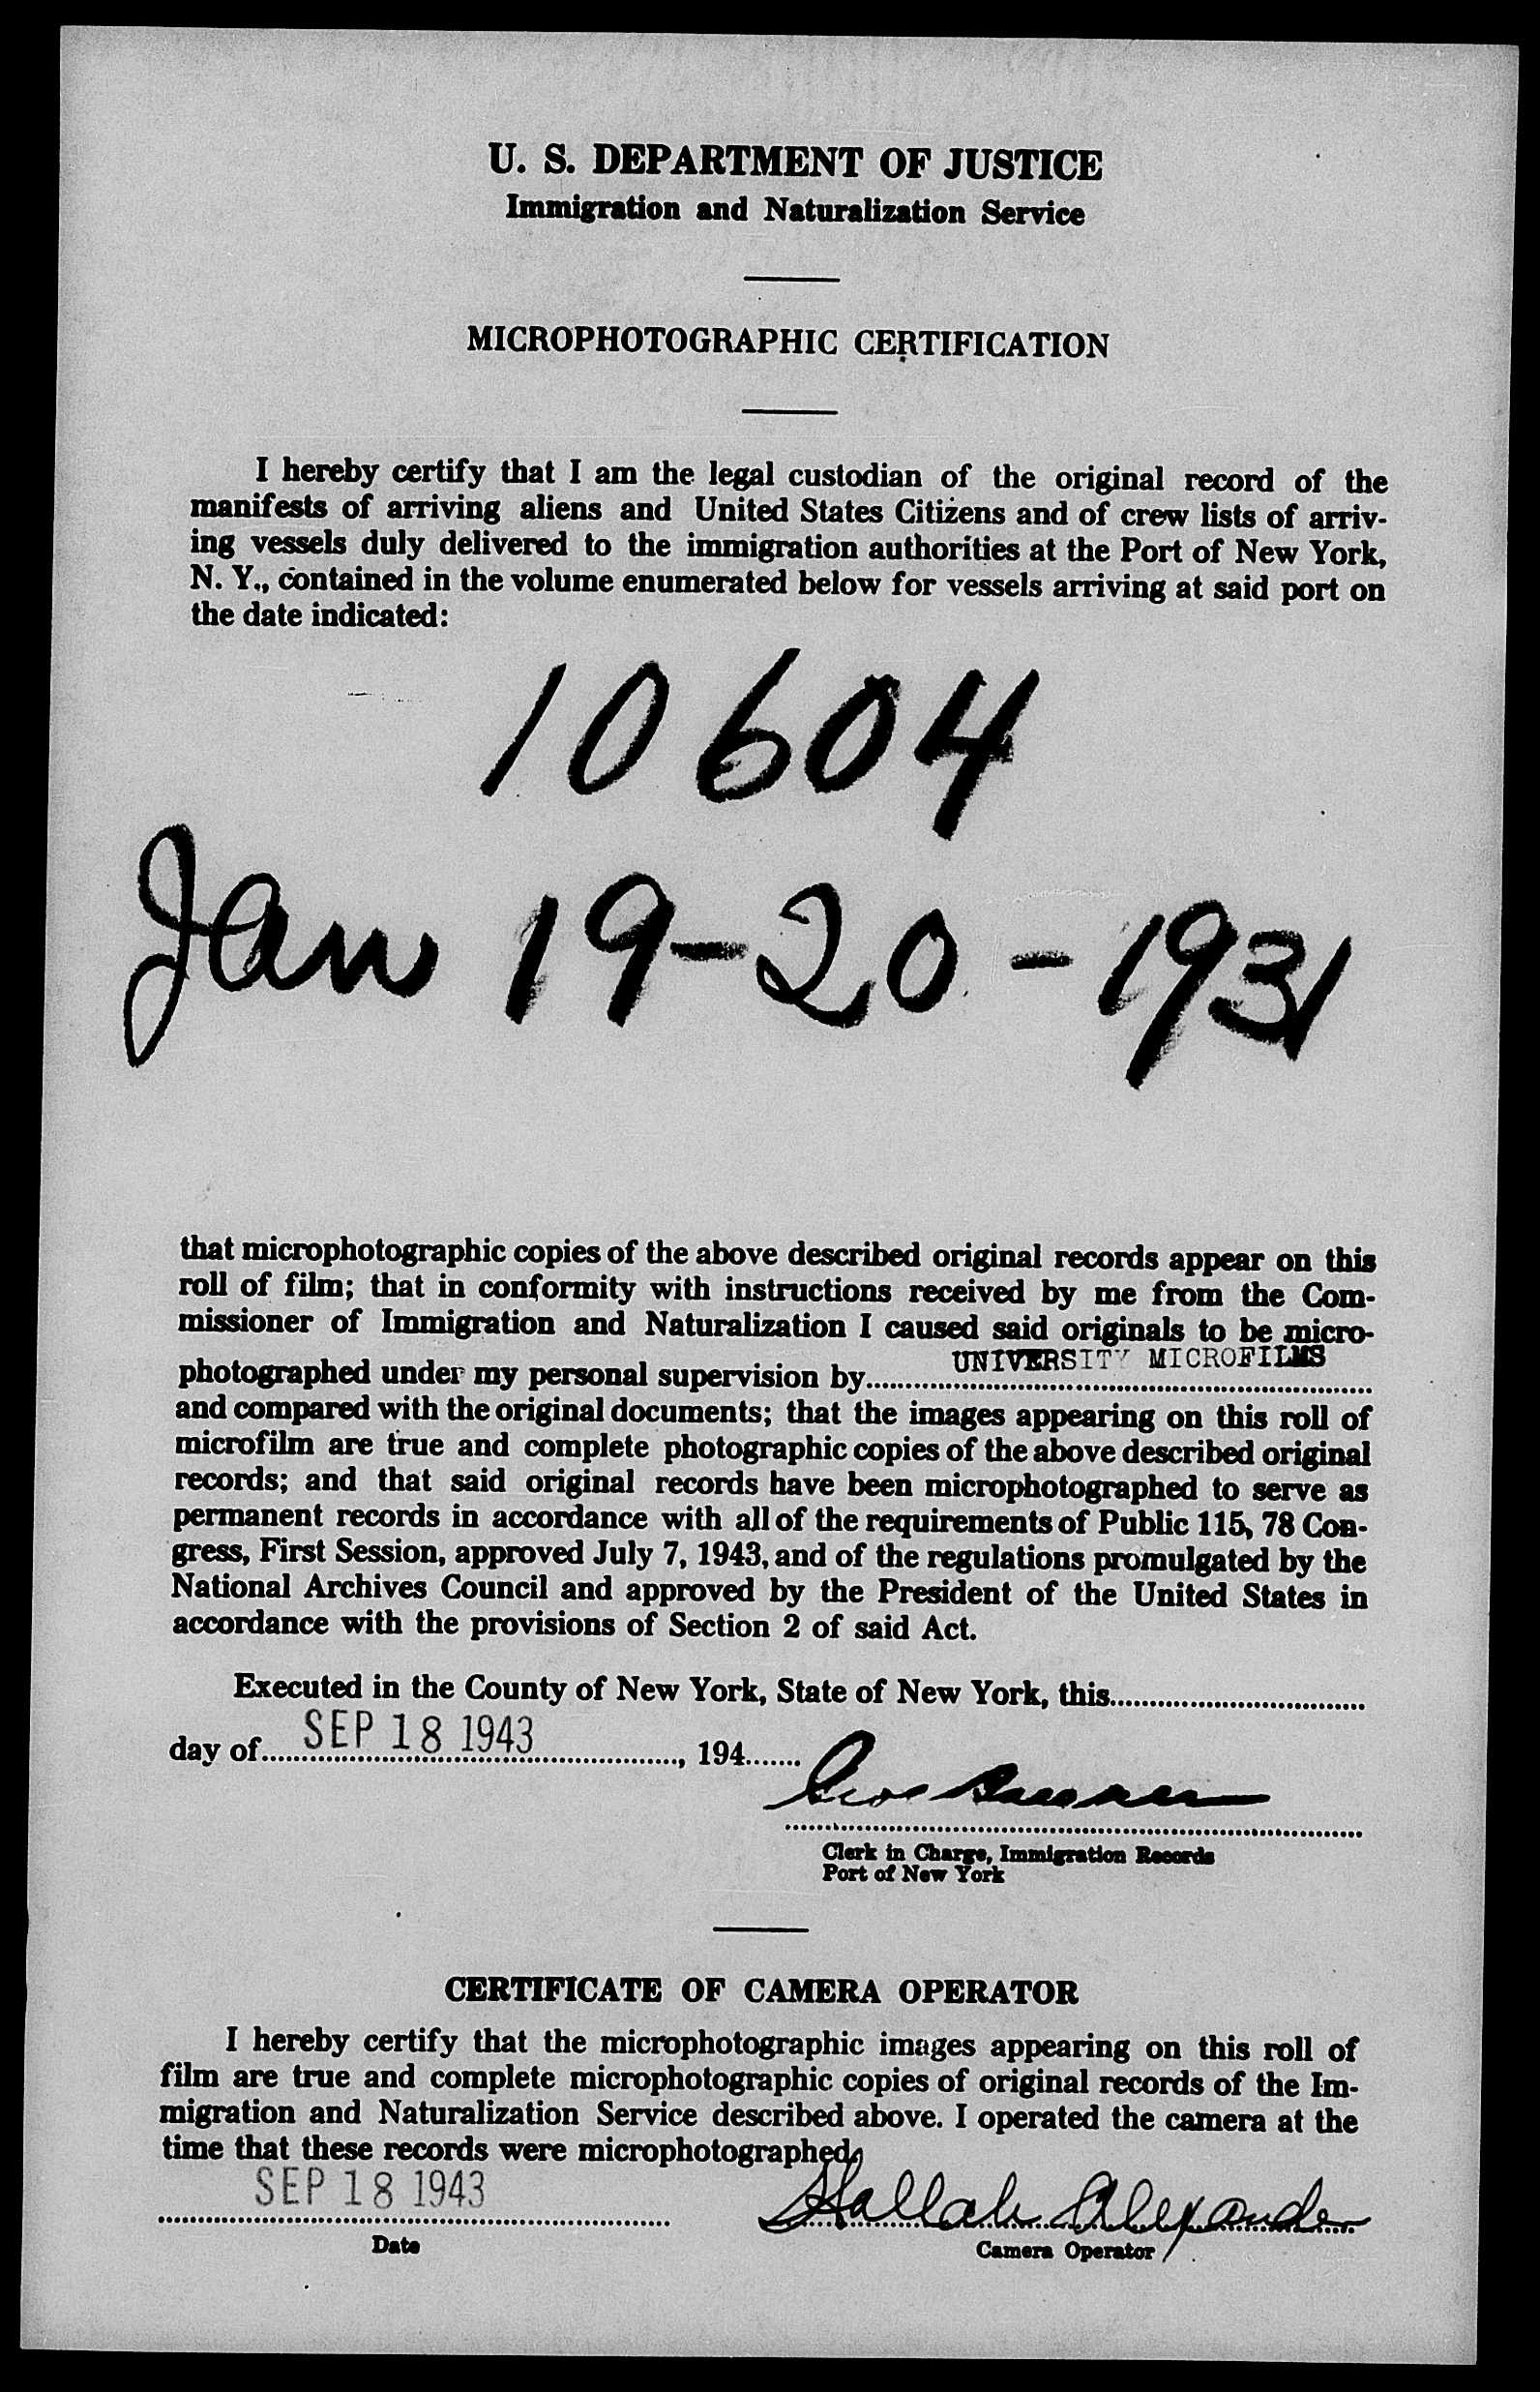 U. S. DEPARTMENT OF JUSTICE
Immigration and Naturalization Service
MICROPHOTOGRAPHIC CERTIFICATION
I hereby certify that I am the legal custodian of the original record of the
manifests of arriving aliens and United States Citizens and of crew lists of arriv-
ing vessels duly delivered to the immigration authorities at the Port of New York,
N. Y., contained in the volume enumerated below for vessels arriving at said port on
the date indicated:
10604
Jan 19-20-1931
that microphotographic copies of the above described original records appear on this
roll of film; that in conformity with instructions received by me from the Com-
missioner of Immigration and Naturalization I caused said originals to be micro-
photographed under my personal supervision by UNIVERSITY MICROFILMS
and compared with the original documents; that the images appearing on this roll of
microfilm are true and complete photographic copies of the above described original
records; and that said original records have been microphotographed to serve as
permanent records in accordance with all of the requirements of Public 115, 78 Con-
gress, First Session, approved July 7, 1943, and of the regulations promulgated by the
National Archives Council and approved by the President of the United States in
accordance with the provisions of Section 2 of said Act.
Executed in the County of New York, State of New York, this
day of SEP 18 1943, 194
Clerk in Charge, Immigration Records
Port of New York
CERTIFICATE OF CAMERA OPERATOR
I hereby certify that the microphotographic images appearing on this roll of
film are true and complete microphotographic copies of original records of the Im-
migration and Naturalization Service described above. I operated the camera at the
time that these records were microphotographed.
SEP 18 1943 Hallah Alexander
Date
Camera Operator